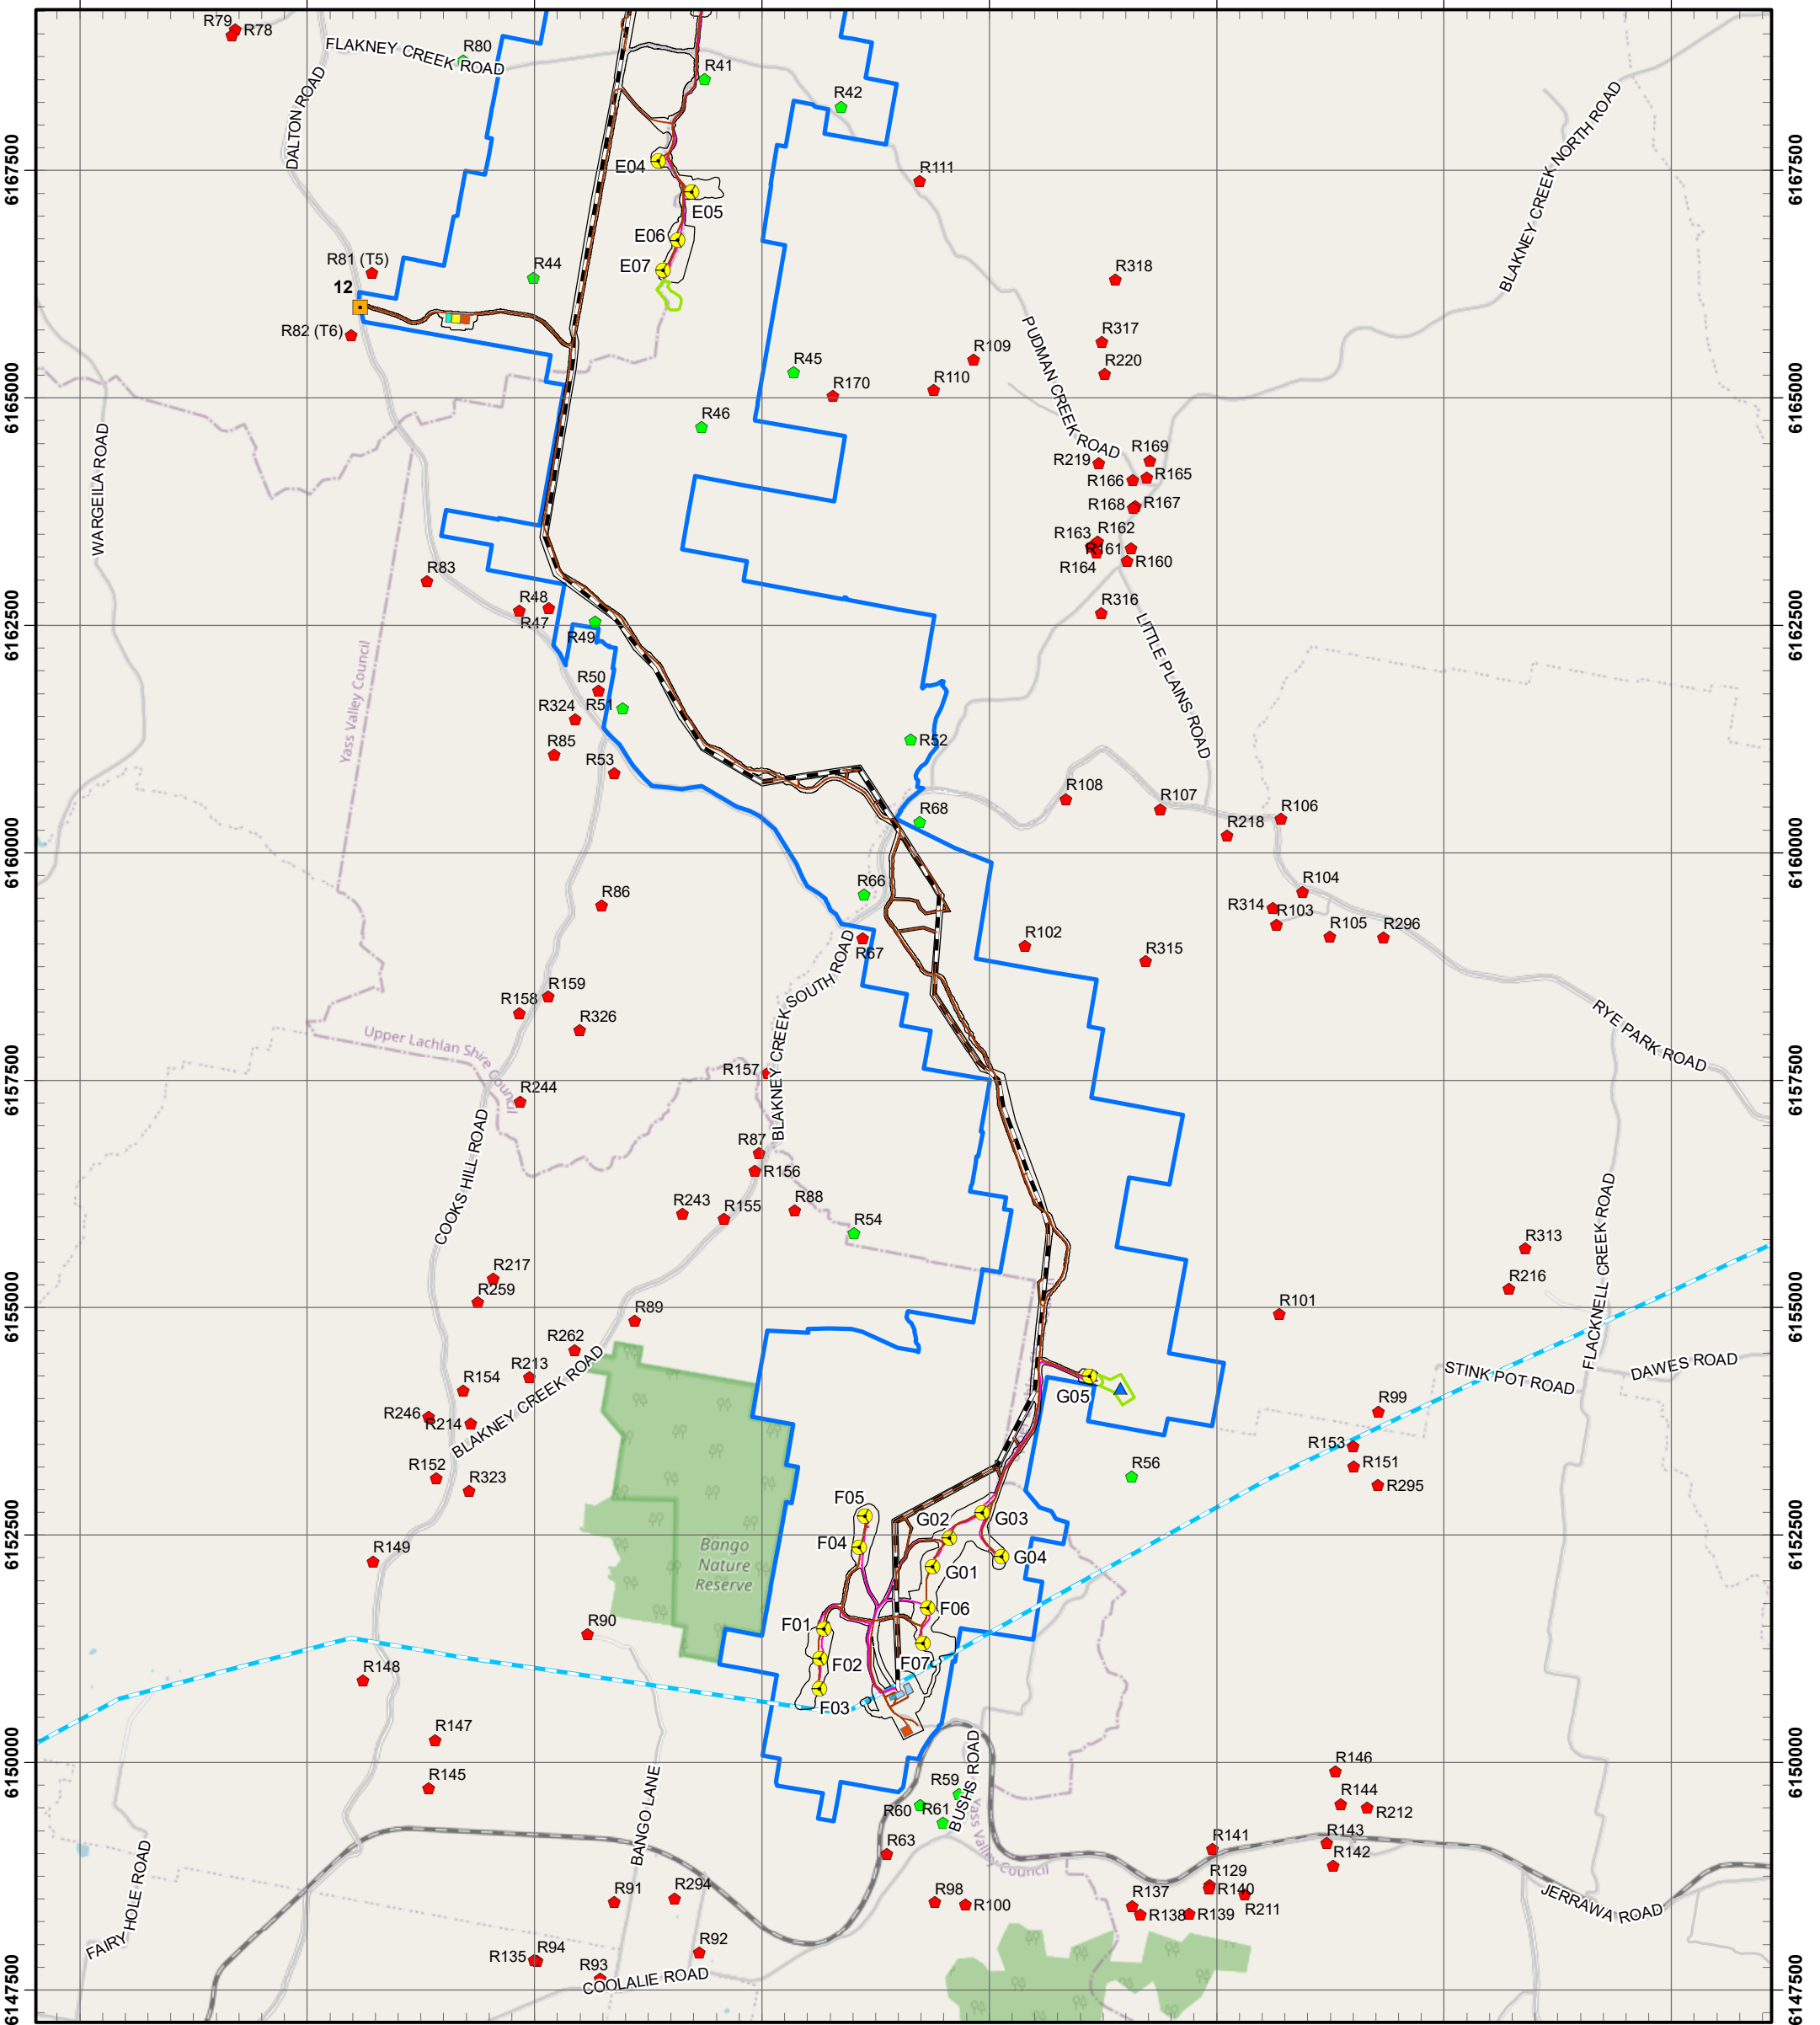 R79
R78
FLAKNEY CREEK ROAD
R80
R41
R42
DALTON ROAD
BLAKNEY CREEK NORTH ROAD
6167500
6167500
E04
R111
E05
E06
E07
R81 (T5)
12
R44
R318
R82 (T6)
PUDMAN CREEK ROAD
R317
R109
R45
R220
R110
R170
6165000
6165000
R46
WARGEILA ROAD
R169
R219
R165
R166
R168
R167
R163
R162
R161
R164
R160
R83
R48
R47
R316
R49
6162500
6162500
LITTLE PLAINS ROAD
Yass Valley Council
R50
R324
R51
R85
R52
R53
R108
R107
R68
R106
R218
6160000
6160000
R66
R86
R104
R314
R103
R67
R102
R105
R296
R315
BLAKNEY CREEK SOUTH ROAD
R159
R158
R326
RYE PARK ROAD
Upper Lachlan Shire Council
R157
6157500
6157500
R244
COOKS HILL ROAD
R87
R156
R243
R155
R88
R54
FLACKNELL CREEK ROAD
R313
R217
R259
R216
6155000
6155000
R89
R101
R262
R213
R154
BLAKNEY CREEK ROAD
G05
STINK POT ROAD
DAWES ROAD
R246
R214
R99
R153
R151
R152
R323
R56
R295
F05
G02
G03
6152500
6152500
F04
R149
Bango
Nature
Reserve
G01
G04
R90
F01
F06
F02
F07
R148
F03
R147
BUSHS ROAD
6150000
6150000
R145
R146
R59
R60
R61
R144
R212
BANGO LANE
Yass Valley Council
R63
R141
R143
R142
FAIRY HOLE ROAD
R91
R294
R98
R100
R137
R138
R129
R140
R139
R211
JERRAWA ROAD
R135
R94
R92
R93
COOLALIE ROAD
6147500
6147500